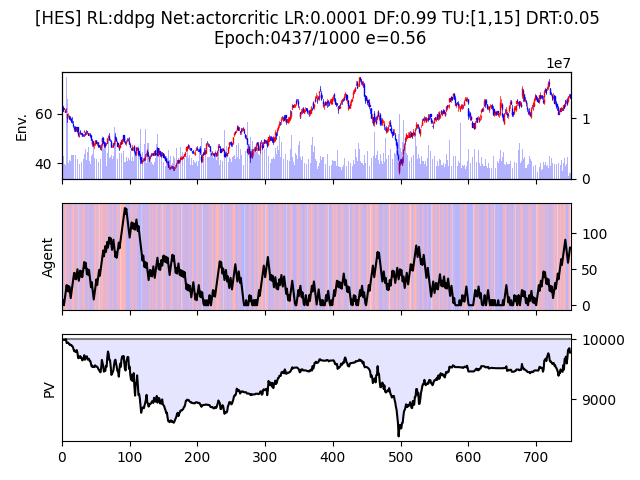 [HES] RL:ddpg Net:actorcritic LR:0.0001 DF:0.99 TU:[1,15] DRT:0.05
Epoch:0437/1000 e=0.56
1e7
Env.
60
40
1
0
Agent
100
50
0
PV
10000
9000
0 100 200 300 400 500 600 700